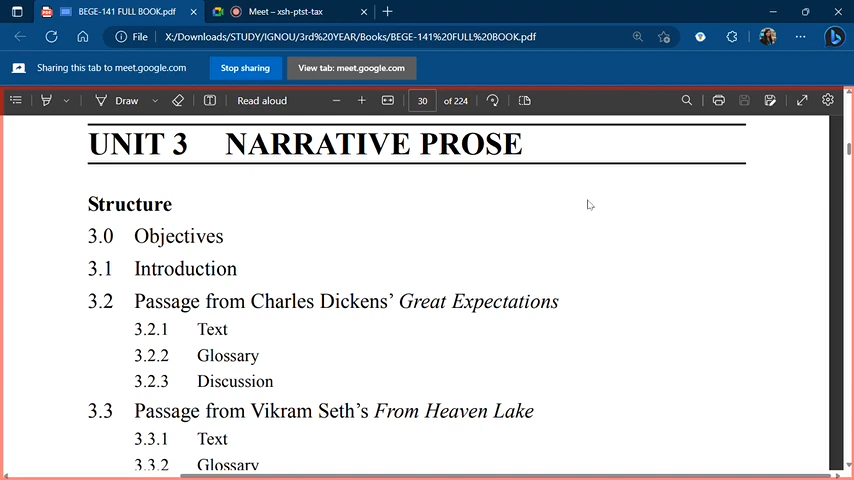 BEGE-141 FULL BOOK.pdf
Meet – xsh-ptst-tax
File X:/Downloads/STUDY/IGNOU/3rd%20YEAR/Books/BEGE-141%20FULL%20BOOK.pdf
Sharing this tab to meet.google.com Stop sharing View tab: meet.google.com
Draw Read aloud 30 of 224
UNIT 3 NARRATIVE PROSE
Structure
3.0 Objectives
3.1 Introduction
3.2 Passage from Charles Dickens’ Great Expectations
3.2.1 Text
3.2.2 Glossary
3.2.3 Discussion
3.3 Passage from Vikram Seth’s From Heaven Lake
3.3.1 Text
3.3.2 Glossary